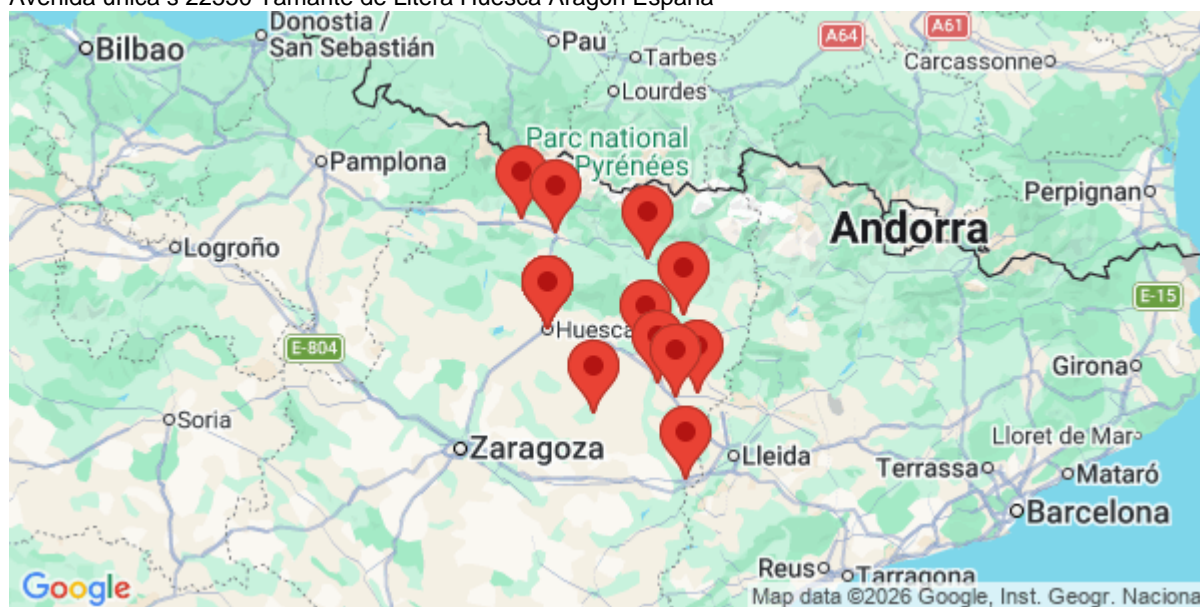 Avenida única s 22550 Tamarite de Litera Huesca Aragón España
Donostia /
San Sebastián
Bilbao
Pau
Tarbes
A64
A61
Carcassonne
Lourdes
Parc national
Pyrénées
Pamplona
Perpignan
Andorra
Logroño
E-15
Huesca
E-804
Girona
Soria
Zaragoza
Lleida
Lloret de Mar
Terrassa
Mataró
Barcelona
Reus
Tarragona
Google
Map data ©2026 Google, Inst. Geogr. Naciona